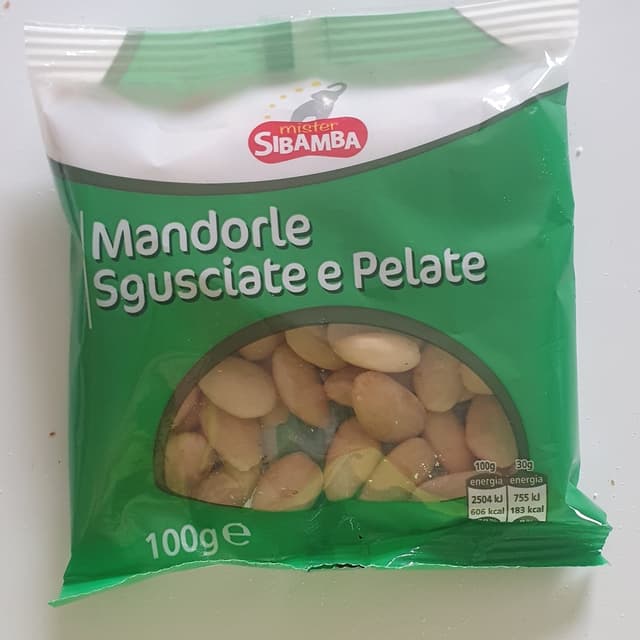 mister
SIBAMBA
Mandorle
Sgusciate e Pelate
100g 30g
energia energia
2504 kJ 755 kJ
606 kcal 183 kcal
100g e